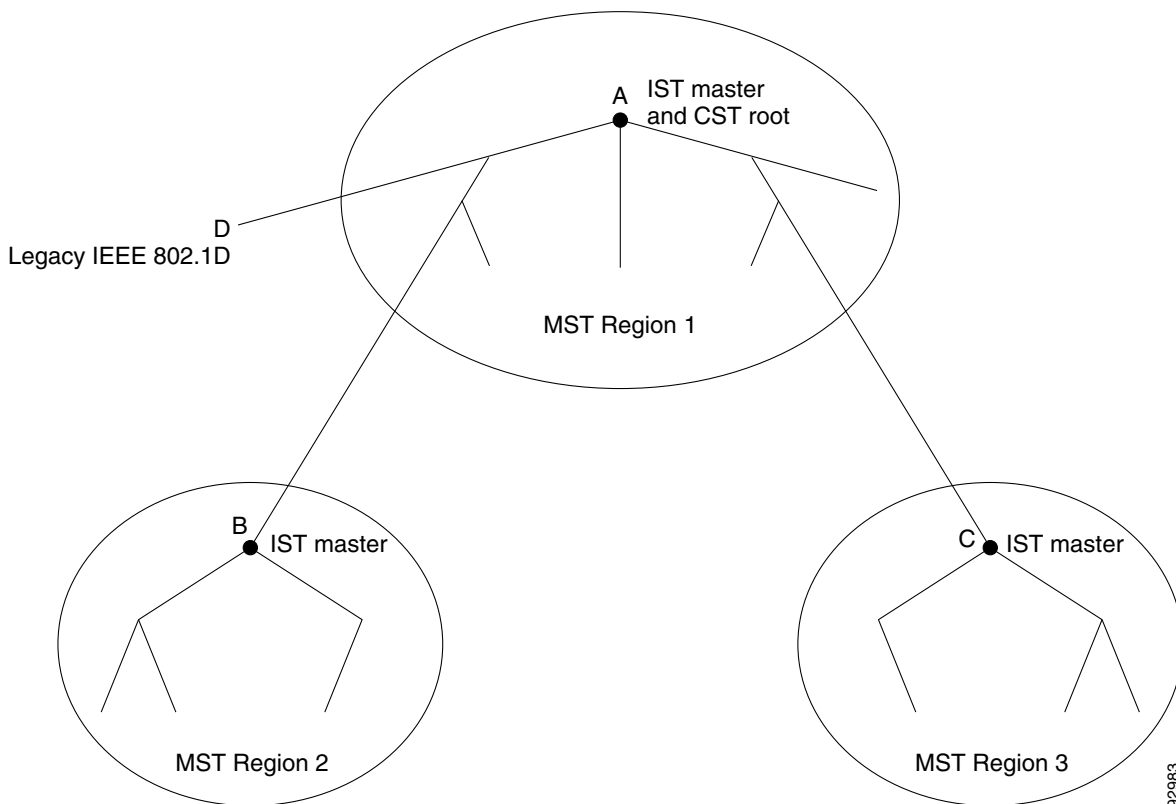 A
IST master
and CST root
D
Legacy IEEE 802.1D
MST Region 1
B
IST master
C
IST master
MST Region 2
MST Region 3